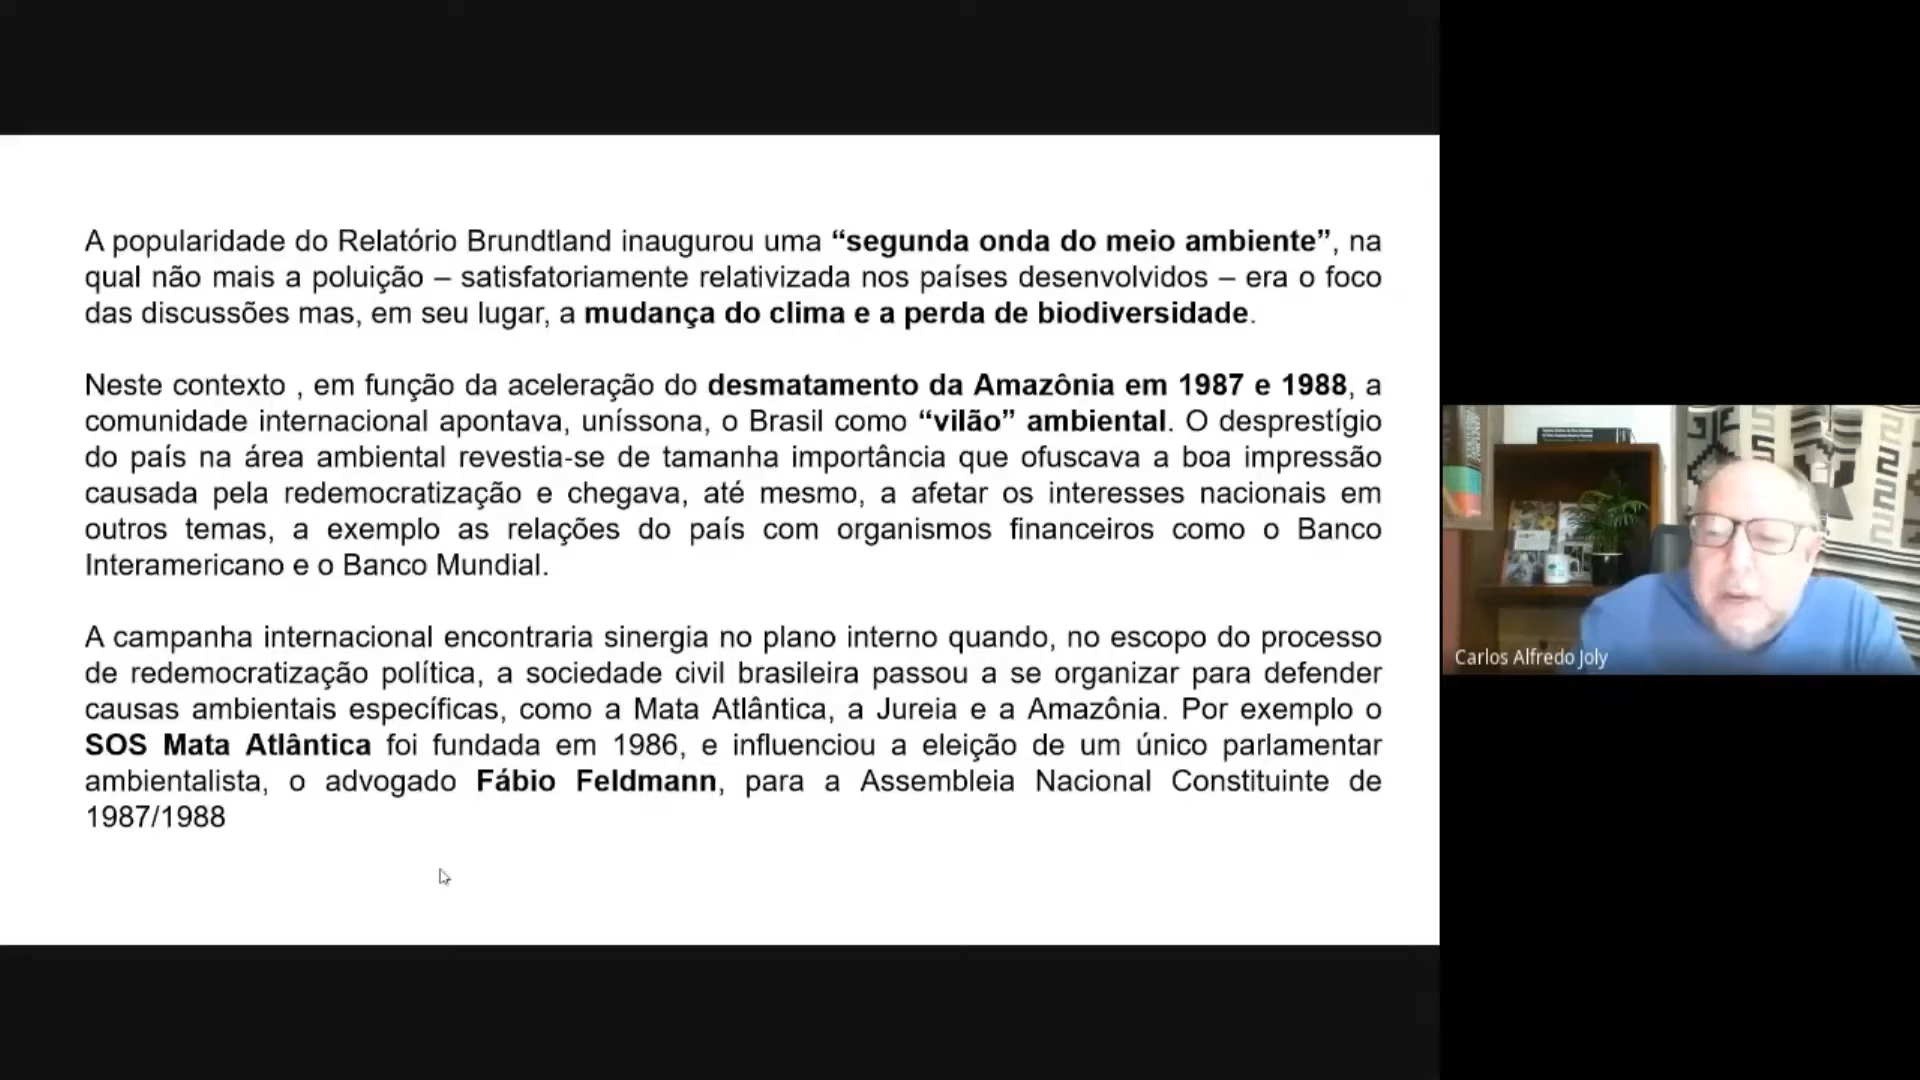 A popularidade do Relatório Brundtland inaugurou uma “segunda onda do meio ambiente”, na
qual não mais a poluição – satisfatoriamente relativizada nos países desenvolvidos – era o foco
das discussões mas, em seu lugar, a mudança do clima e a perda de biodiversidade.
Neste contexto , em função da aceleração do desmatamento da Amazônia em 1987 e 1988, a
comunidade internacional apontava, uníssona, o Brasil como “vilão” ambiental. O desprestígio
do país na área ambiental revestia-se de tamanha importância que ofuscava a boa impressão
causada pela redemocratização e chegava, até mesmo, a afetar os interesses nacionais em
outros temas, a exemplo as relações do país com organismos financeiros como o Banco
Interamericano e o Banco Mundial.
A campanha internacional encontraria sinergia no plano interno quando, no escopo do processo
de redemocratização política, a sociedade civil brasileira passou a se organizar para defender
causas ambientais específicas, como a Mata Atlântica, a Jureia e a Amazônia. Por exemplo o
SOS Mata Atlântica foi fundada em 1986, e influenciou a eleição de um único parlamentar
ambientalista, o advogado Fábio Feldmann, para a Assembleia Nacional Constituinte de
1987/1988
Carlos Alfredo Joly